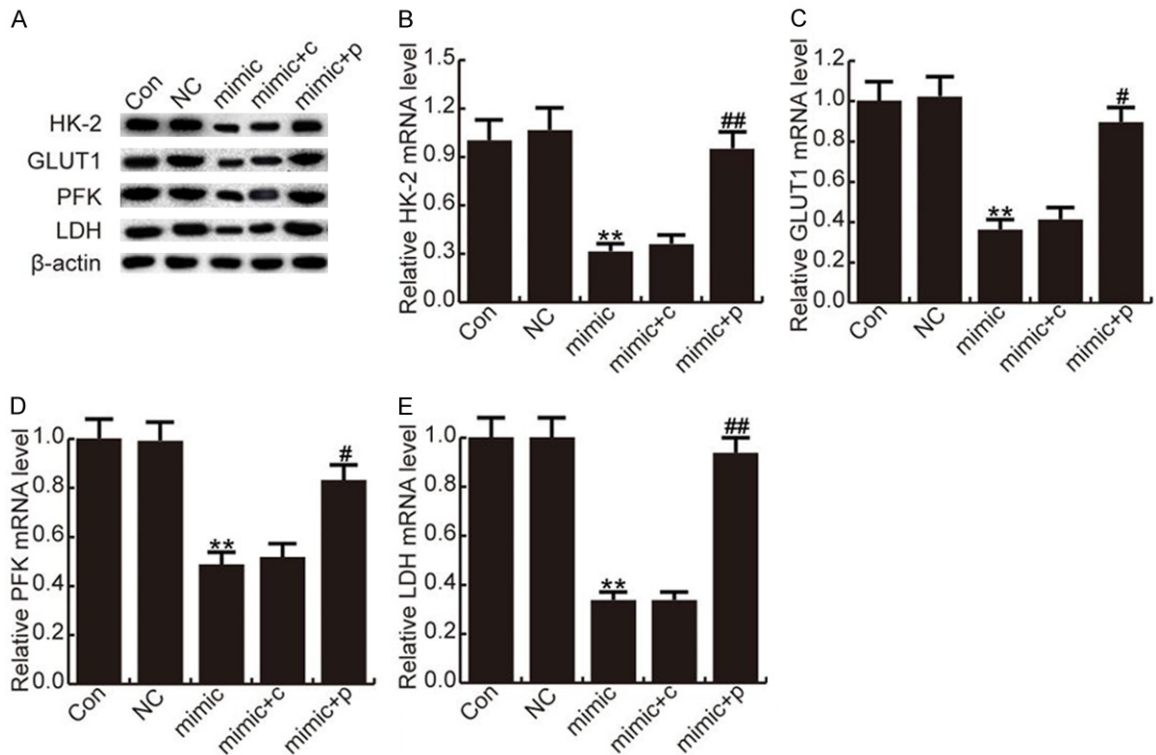 A
Con NC mimic mimic+c mimic+p
HK-2
GLUT1
PFK
LDH
β-actin
B
Relative HK-2 mRNA level
1.5
1.2
0.9
0.6
0.3
0.0
** ##
Con NC mimic mimic+c mimic+p
C
Relative GLUT1 mRNA level
1.2
1.0
0.8
0.6
0.4
0.2
0.0
** #
Con NC mimic mimic+c mimic+p
D
Relative PFK mRNA level
1.0
0.8
0.6
0.4
0.2
0.0
** #
Con NC mimic mimic+c mimic+p
E
Relative LDH mRNA level
1.0
0.8
0.6
0.4
0.2
0.0
** ##
Con NC mimic mimic+c mimic+p